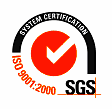 SYSTEM CERTIFICATION
ISO 9001:2000
SGS